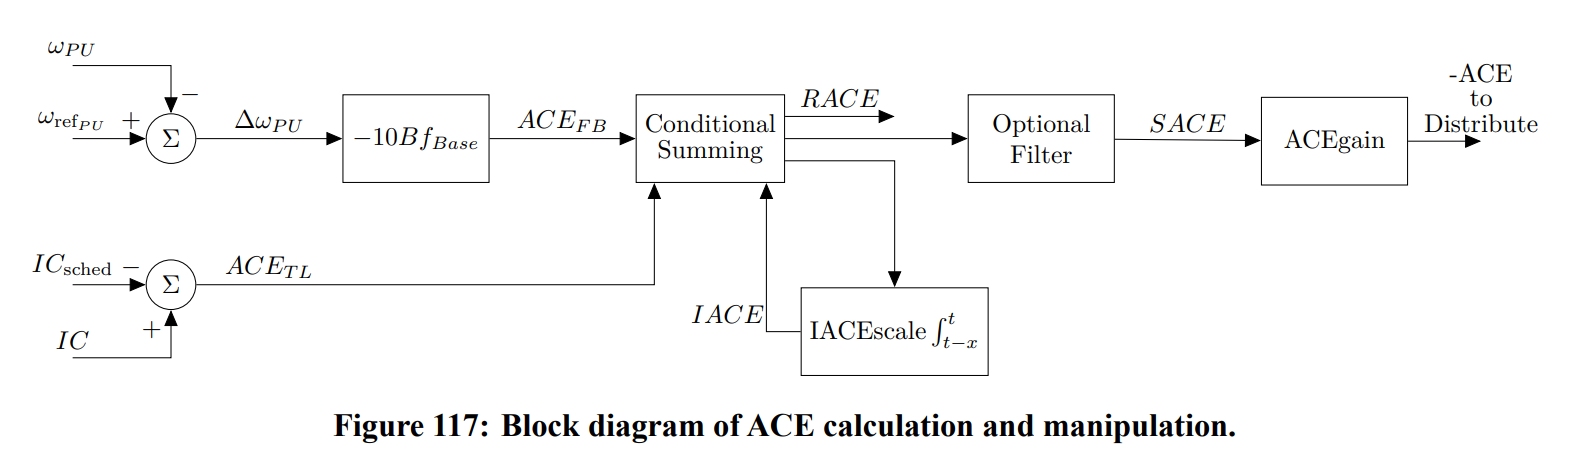 ω_PU
−
ω_ref_PU
+
Σ
Δω_PU
−10Bf_Base
ACE_FB
Conditional
Summing
RACE
Optional
Filter
SACE
ACEgain
-ACE
to
Distribute
IC_sched
−
Σ
ACE_TL
+
IC
IACE
IACEscale ∫_{t−x}^{t}
Figure 117: Block diagram of ACE calculation and manipulation.